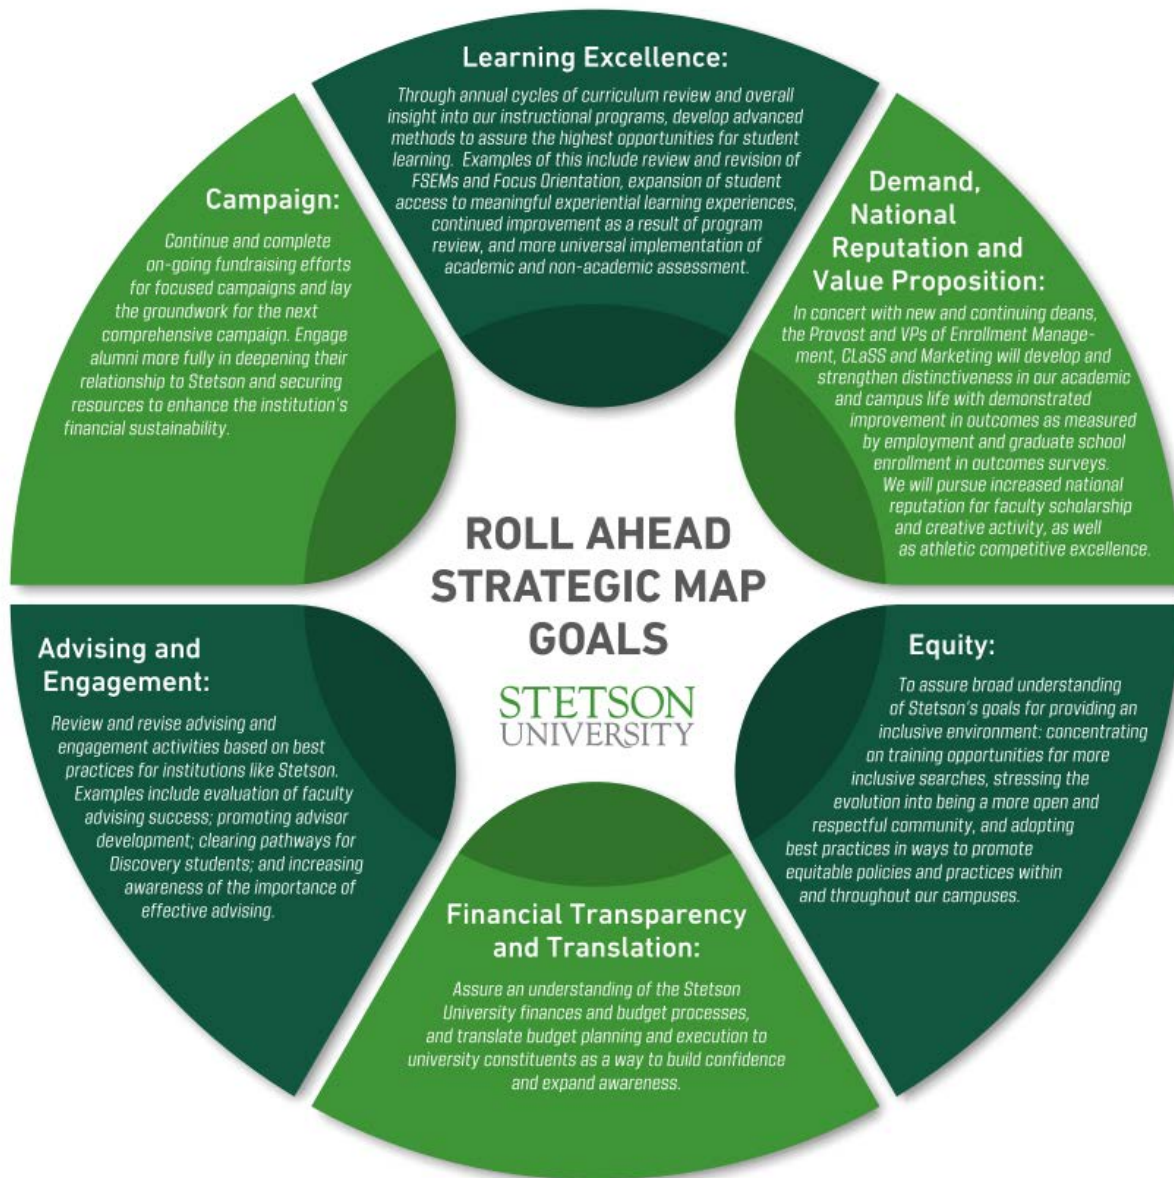 Learning Excellence:
Through annual cycles of curriculum review and overall
insight into our instructional programs, develop advanced
methods to assure the highest opportunities for student
learning. Examples of this include review and revision of
FSEMs and Focus Orientation, expansion of student
access to meaningful experiential learning experiences,
continued improvement as a result of program
review, and more universal implementation of
academic and non-academic assessment.
Demand,
National
Reputation and
Value Proposition:
In concert with new and continuing deans,
the Provost and VPs of Enrollment Manage-
ment, CLaSS and Marketing will develop and
strengthen distinctiveness in our academic
and campus life with demonstrated
improvement in outcomes as measured
by employment and graduate school
enrollment in outcomes surveys.
We will pursue increased national
reputation for faculty scholarship
and creative activity, as well
as athletic competitive excellence.
Equity:
To assure broad understanding
of Stetson's goals for providing an
inclusive environment: concentrating
on training opportunities for more
inclusive searches, stressing the
evolution into being a more open and
respectful community, and adopting
best practices in ways to promote
equitable policies and practices within
and throughout our campuses.
Financial Transparency
and Translation:
Assure an understanding of the Stetson
University finances and budget processes,
and translate budget planning and execution to
university constituents as a way to build confidence
and expand awareness.
Advising and
Engagement:
Review and revise advising and
engagement activities based on best
practices for institutions like Stetson.
Examples include evaluation of faculty
advising success; promoting advisor
development; clearing pathways for
Discovery students; and increasing
awareness of the importance of
effective advising.
Campaign:
Continue and complete
on-going fundraising efforts
for focused campaigns and lay
the groundwork for the next
comprehensive campaign. Engage
alumni more fully in deepening their
relationship to Stetson and securing
resources to enhance the institution's
financial sustainability.
ROLL AHEAD
STRATEGIC MAP
GOALS
STETSON
UNIVERSITY